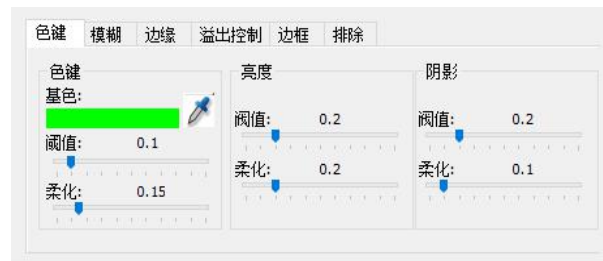 色键 模糊 边缘 溢出控制 边框 排除
色键
基色:
阈值: 0.1
柔化: 0.15
亮度
阀值: 0.2
柔化: 0.2
阴影
阀值: 0.2
柔化: 0.1